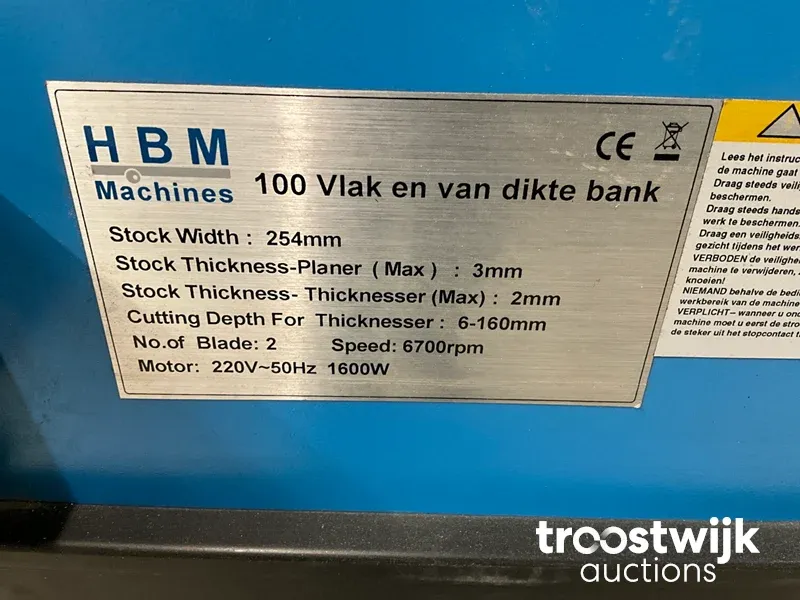 HBM
Machines
100 Vlak en van dikte bank
CE
Stock Width : 254mm
Stock Thickness-Planer ( Max ) : 3mm
Stock Thickness- Thicknesser (Max) : 2mm
Cutting Depth For Thicknesser : 6-160mm
No.of Blade: 2 Speed: 6700rpm
Motor: 220V~50Hz 1600W
Lees het instruc
de machine gaat
Draag steeds veili
beschermen.
Draag steeds hands
werk te beschermen.
Draag een veiligheids
gezicht tijdens het wer
VERBODEN de veilighe
machine te verwijderen,
knoeien!
NIEMAND behalve de bedi
werkbereik van de machine
VERPLICHT– wanneer u ond
machine moet u eerst de stro
de steker uit het stopcontact t
troostwijk
auctions